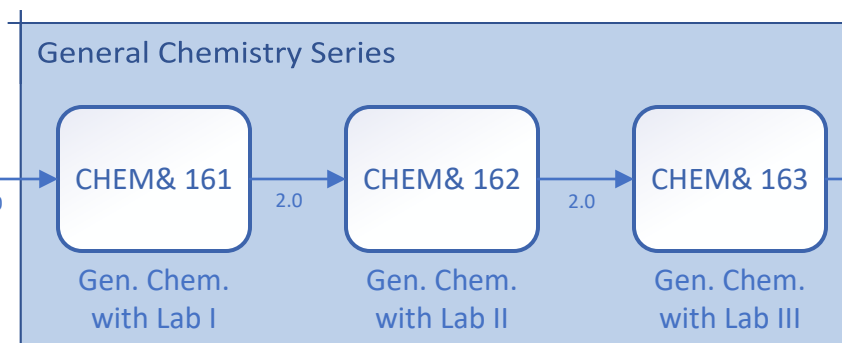 General Chemistry Series
CHEM& 161
2.0
CHEM& 162
2.0
CHEM& 163
Gen. Chem.
with Lab I
Gen. Chem.
with Lab II
Gen. Chem.
with Lab III